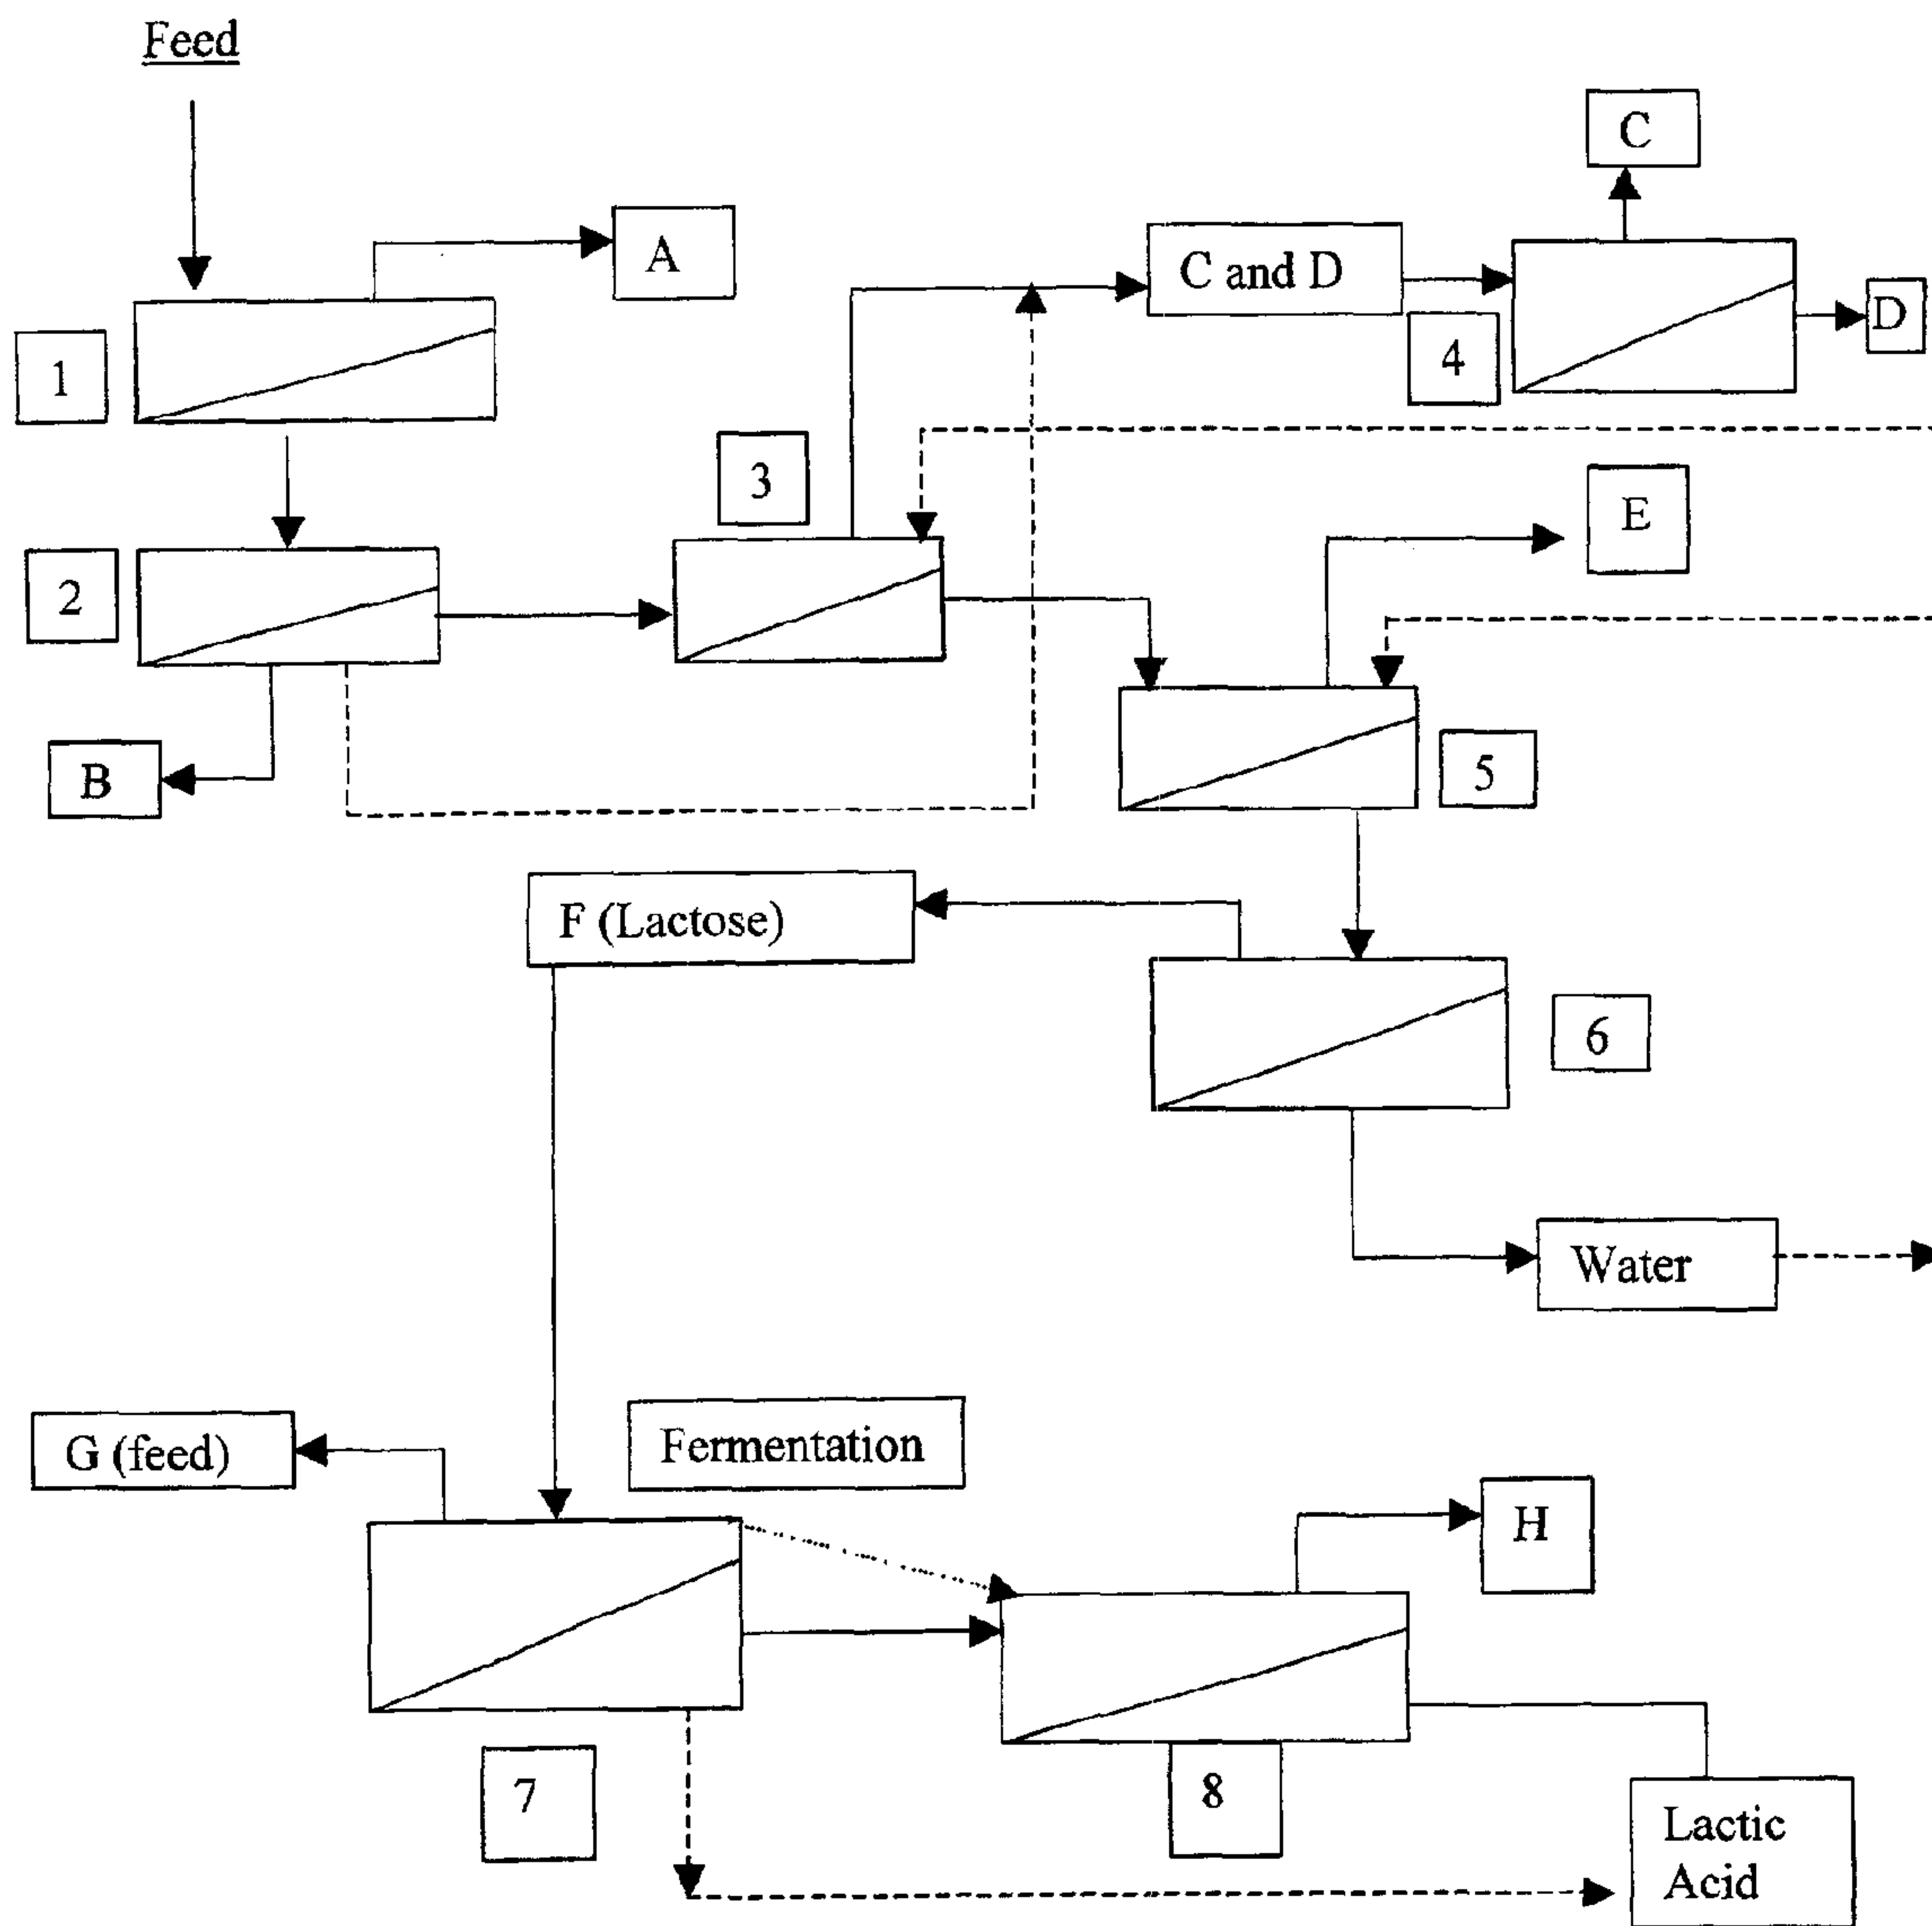 Feed
C
A
C and D
D
1
4
3
E
2
B
5
F (Lactose)
6
Water
G (feed)
Fermentation
H
7
8
Lactic
Acid